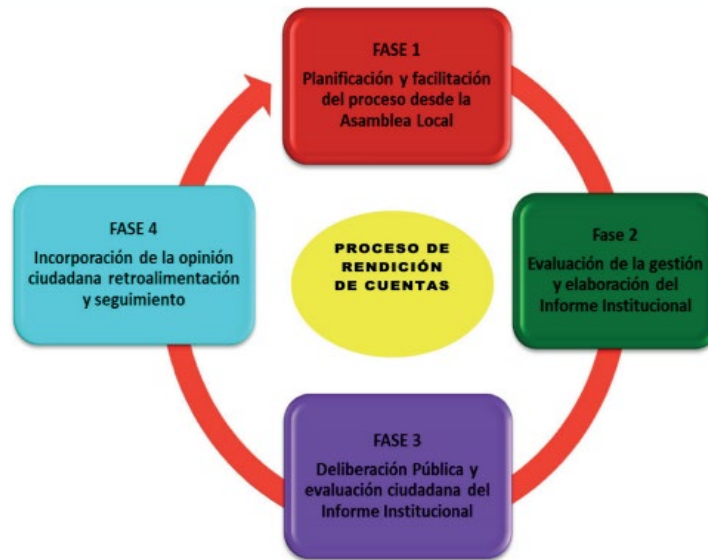 FASE 1
Planificación y facilitación
del proceso desde la
Asamblea Local
Fase 2
Evaluación de la gestión
y elaboración del
Informe Institucional
FASE 3
Deliberación Pública y
evaluación ciudadana del
Informe Institucional
FASE 4
Incorporación de la opinión
ciudadana retroalimentación
y seguimiento
PROCESO DE
RENDICIÓN
DE CUENTAS